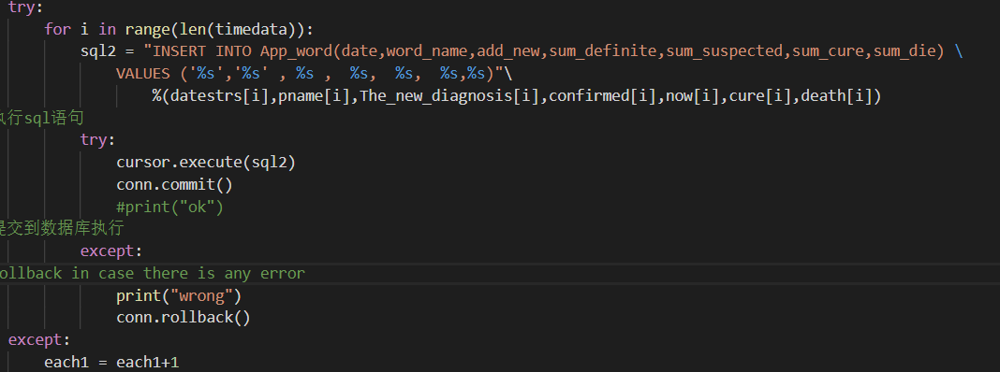 try:
for i in range(len(timedata)):
sql2 = "INSERT INTO App_word(date,word_name,add_new,sum_definite,sum_suspected,sum_cure,sum_die) \
VALUES ('%s','%s' , %s ,  %s,  %s,  %s,%s)"\
%(datestrs[i],pname[i],The_new_diagnosis[i],confirmed[i],now[i],cure[i],death[i])
执行sql语句
try:
cursor.execute(sql2)
conn.commit()
#print("ok")
提交到数据库执行
except:
ollback in case there is any error
print("wrong")
conn.rollback()
except:
each1 = each1+1